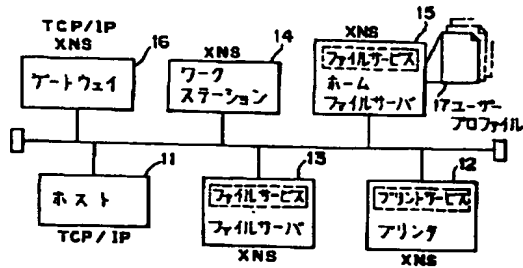 TCP/IP
XNS
16
ゲートウェイ
XNS
14
ワーク
ステーション
15
XNS
ファイルサービス
ホーム
ファイルサーバ
17 ユーザー
プロファイル
11
ホスト
TCP/IP
13
ファイルサービス
ファイルサーバ
XNS
12
プリントサービス
プリンタ
XNS